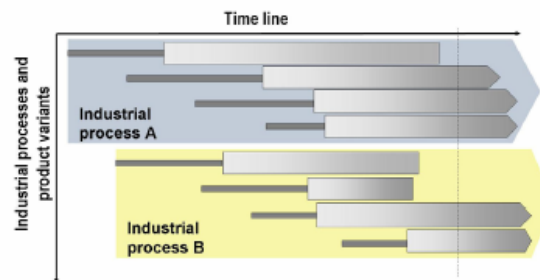 Time line
Industrial processes and
product variants
Industrial
process A
Industrial
process B